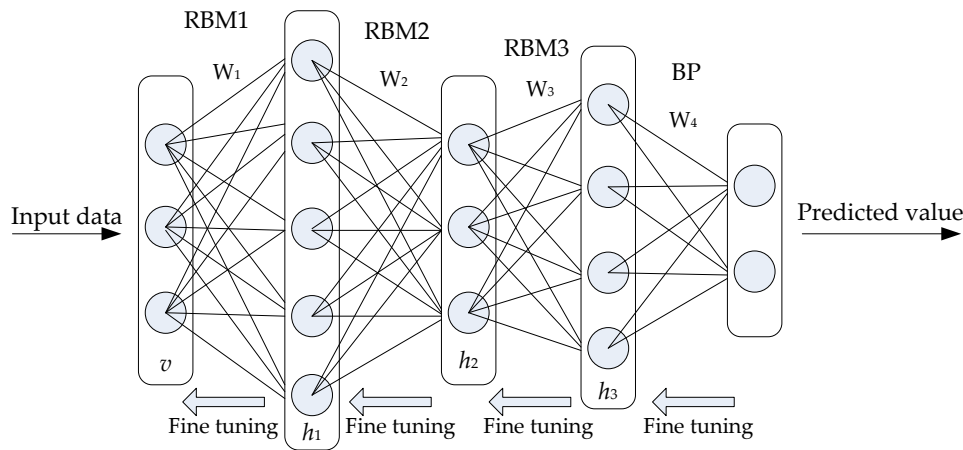 RBM1
RBM2
RBM3
BP
W1
W2
W3
W4
Input data
Predicted value
v
h1
h2
h3
Fine tuning
Fine tuning
Fine tuning
Fine tuning